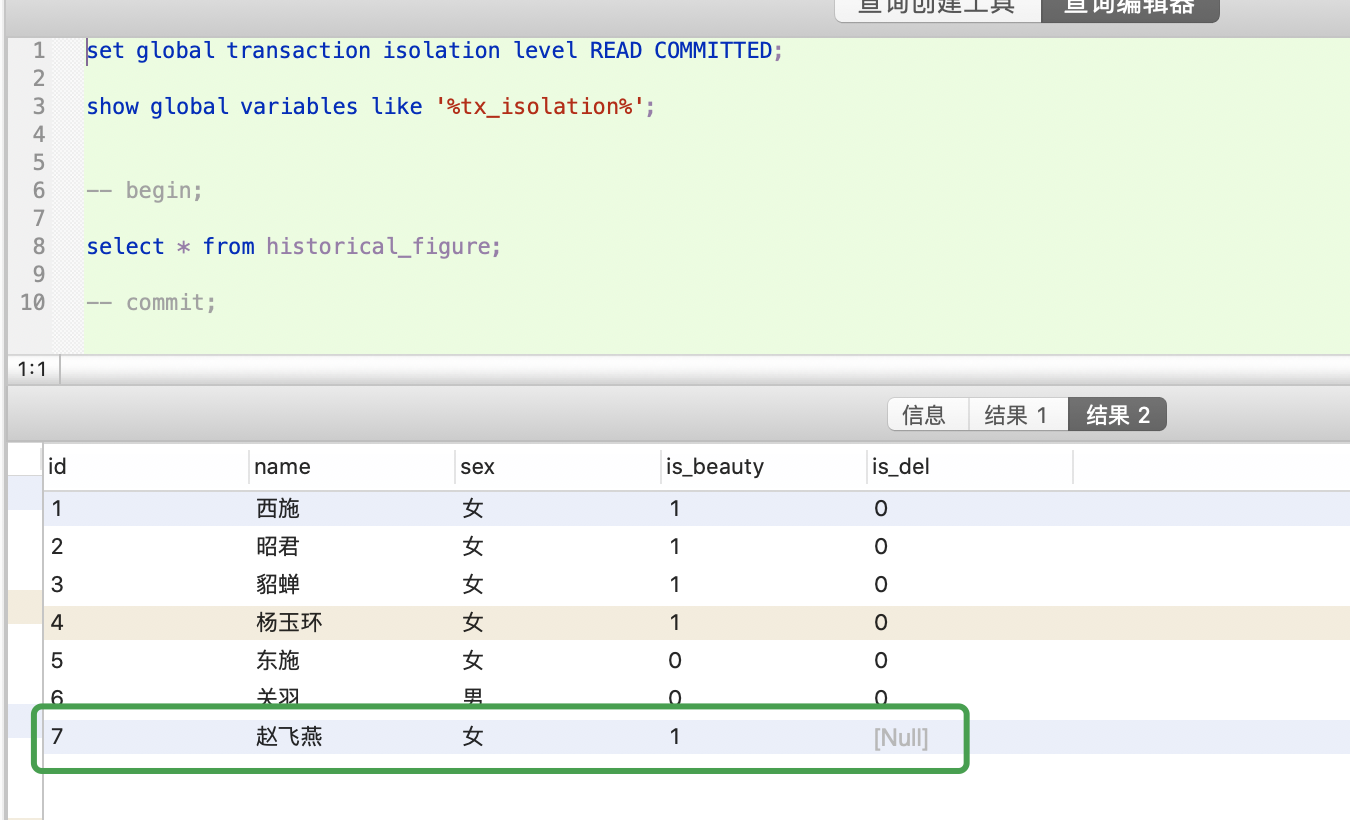 查询创建工具 查询编辑器
1 set global transaction isolation level READ COMMITTED;
2
3 show global variables like '%tx_isolation%';
4
5
6 -- begin;
7
8 select * from historical_figure;
9
10 -- commit;
1:1
信息 结果 1 结果 2
id name sex is_beauty is_del
1 西施 女 1 0
2 昭君 女 1 0
3 貂蝉 女 1 0
4 杨玉环 女 1 0
5 东施 女 0 0
6 关羽 男 0 0
7 赵飞燕 女 1 [Null]